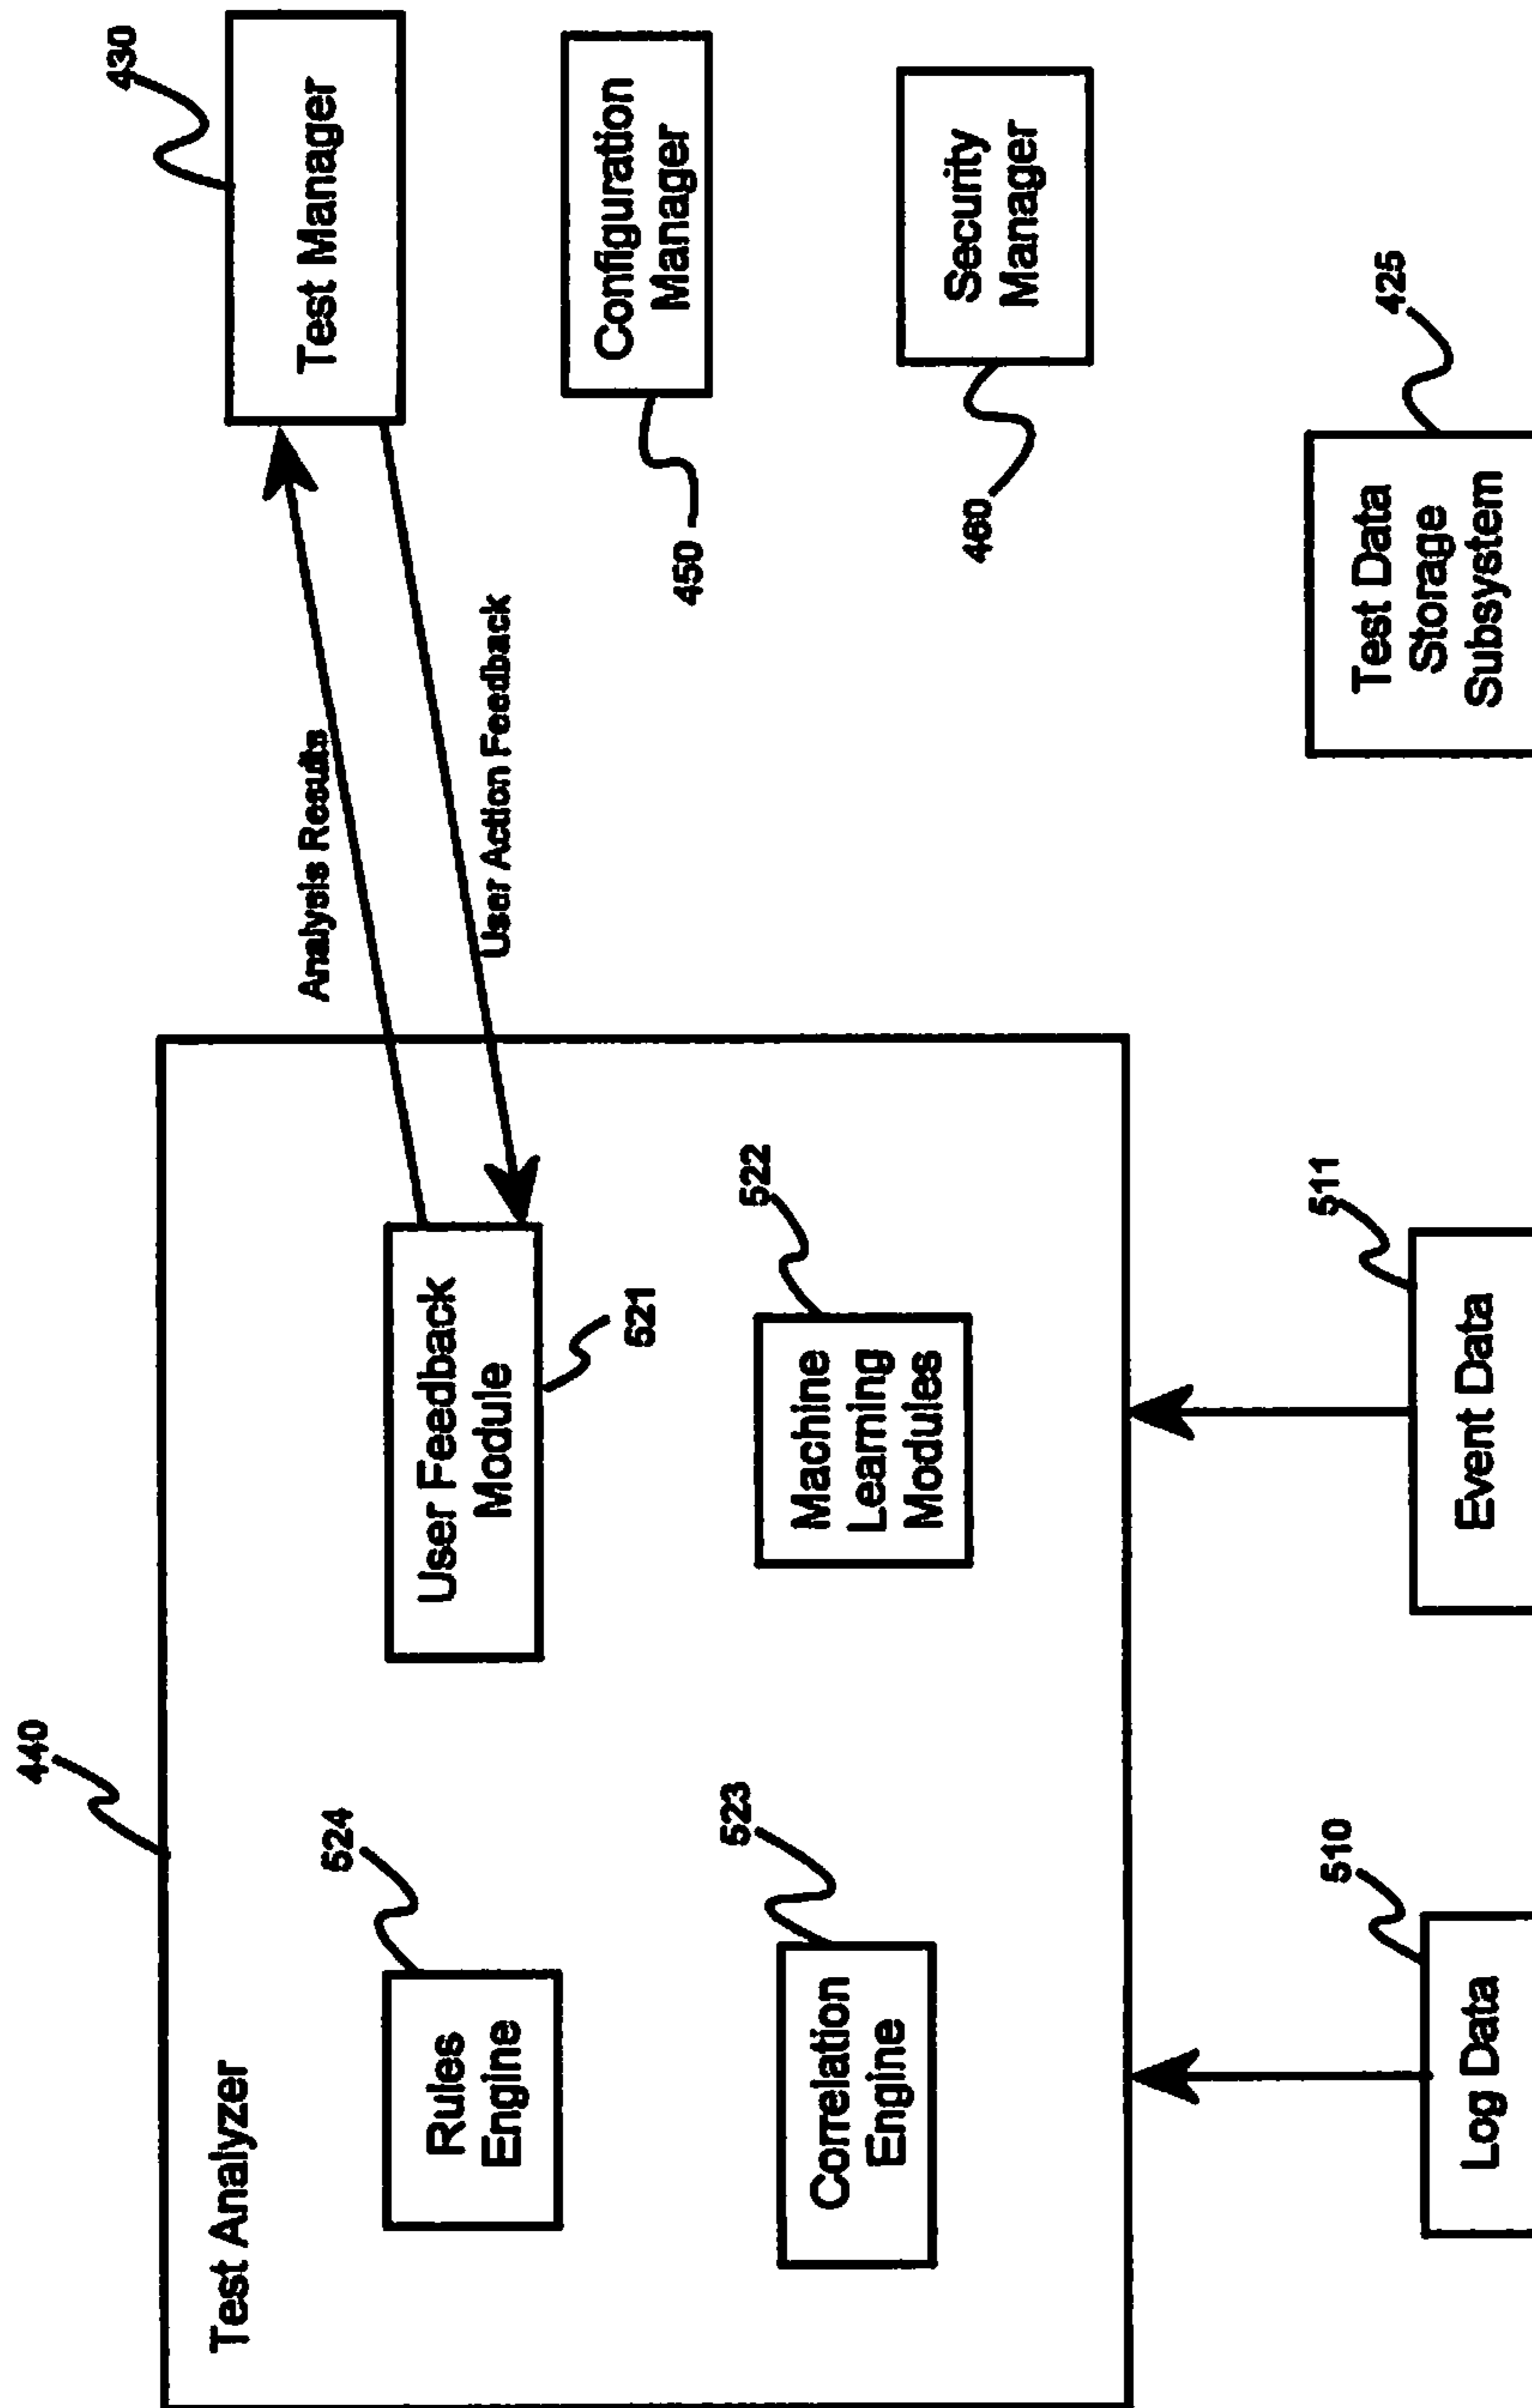 440
Test Analyzer
524
Rules
Engine
User Feedback
Module
521
523
Correlation
Engine
522
Machine
Learning
Modules
Analysis Results
User Action Feedback
430
Test Manager
Configuration
Manager
450
Security
Manager
460
510
Log Data
511
Event Data
425
Test Data
Storage
Subsystem